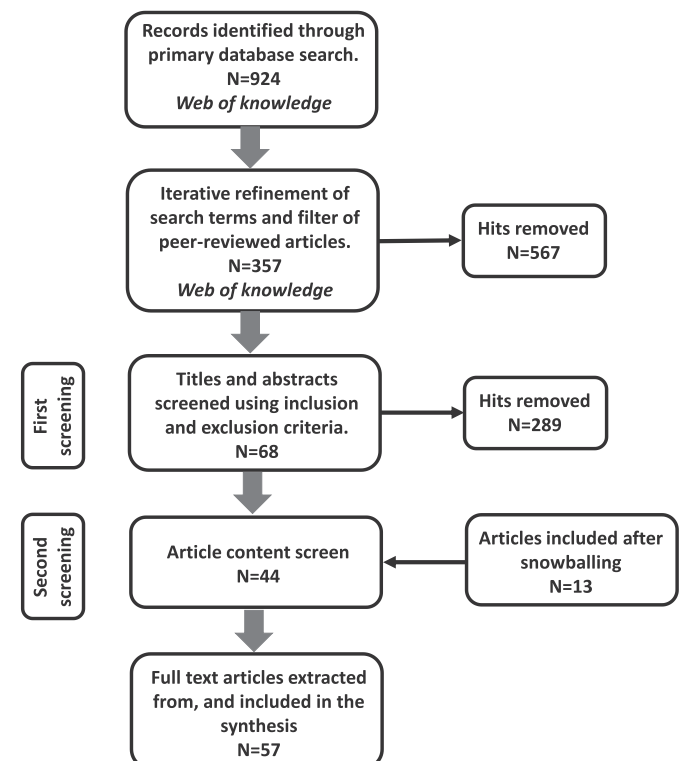 Records identified through
primary database search.
N=924
Web of knowledge
Iterative refinement of
search terms and filter of
peer-reviewed articles.
N=357
Web of knowledge
Hits removed
N=567
First
screening
Titles and abstracts
screened using inclusion
and exclusion criteria.
N=68
Hits removed
N=289
Second
screening
Article content screen
N=44
Articles included after
snowballing
N=13
Full text articles extracted
from, and included in the
synthesis
N=57